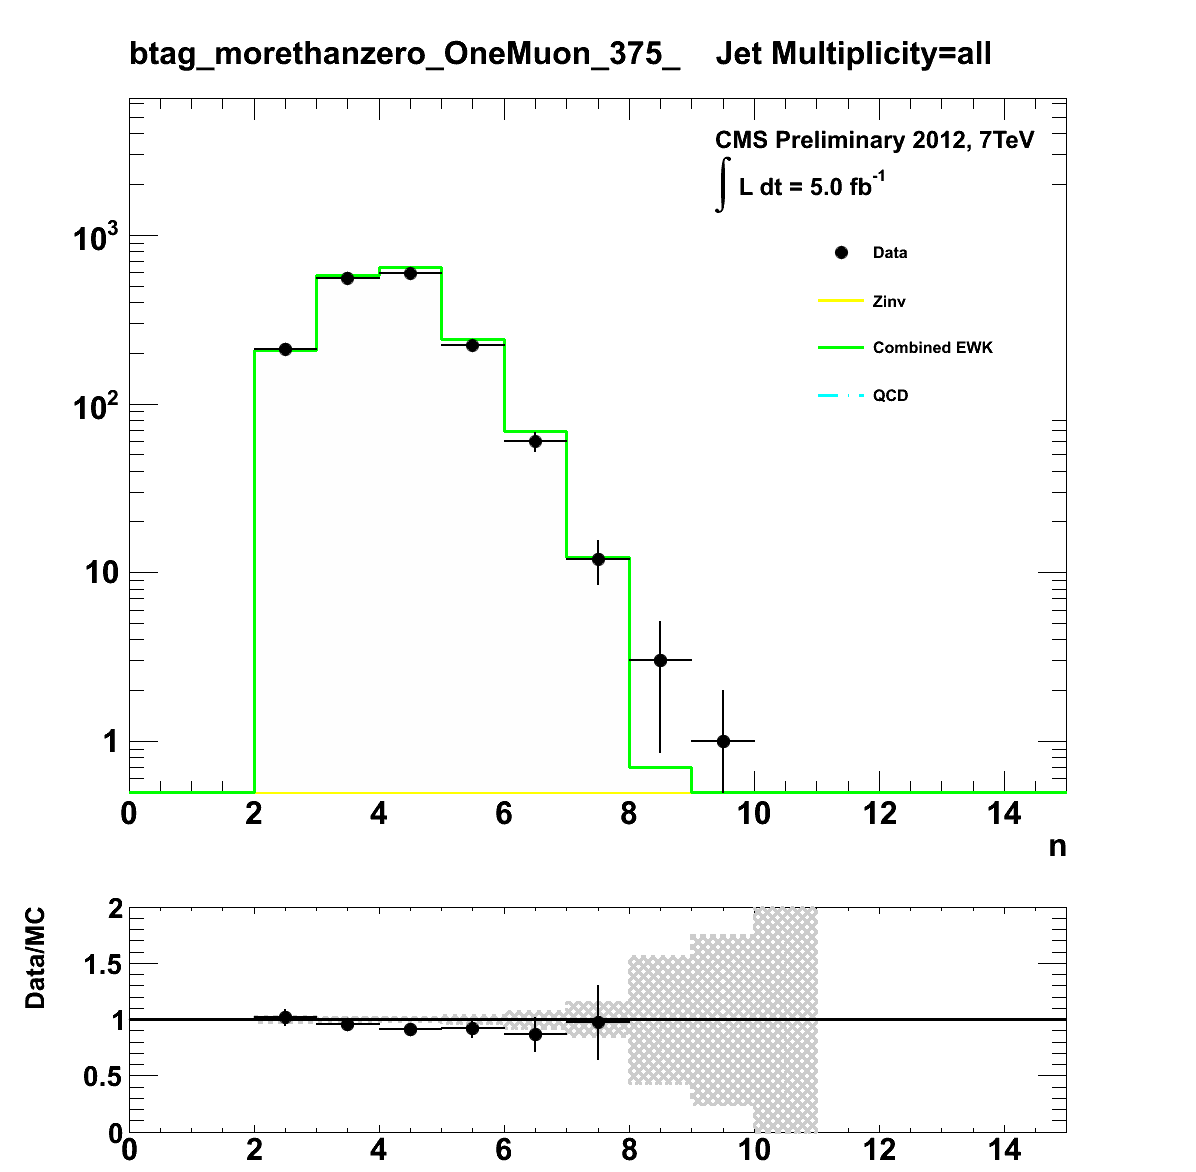 btag_morethanzero_OneMuon_375_ Jet Multiplicity=all
CMS Preliminary 2012, 7TeV
∫ L dt = 5.0 fb⁻¹
Data
Zinv
Combined EWK
QCD
10³
10²
10
1
0 2 4 6 8 10 12 14
n
Data/MC
2
1.5
1
0.5
0
0 2 4 6 8 10 12 14